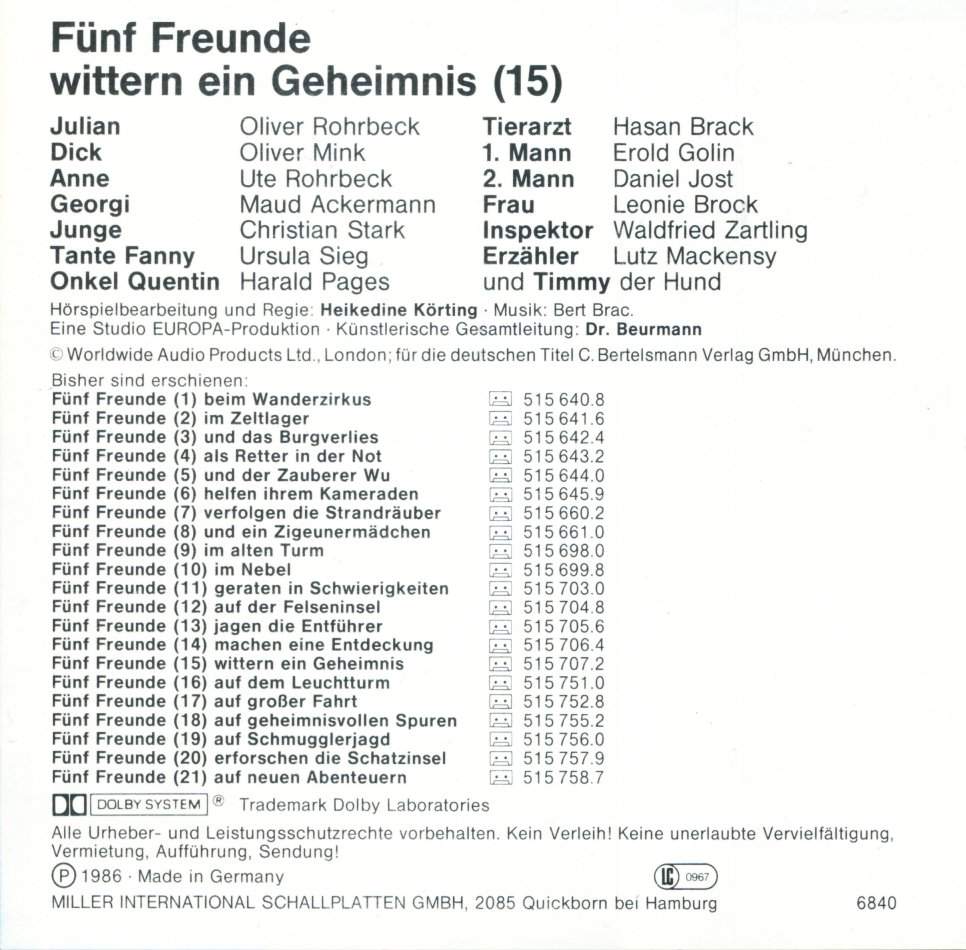 Fünf Freunde
wittern ein Geheimnis (15)
Julian Oliver Rohrbeck Tierarzt Hasan Brack
Dick Oliver Mink 1. Mann Erold Golin
Anne Ute Rohrbeck 2. Mann Daniel Jost
Georgi Maud Ackermann Frau Leonie Brock
Junge Christian Stark Inspektor Waldfried Zartling
Tante Fanny Ursula Sieg Erzähler Lutz Mackensy
Onkel Quentin Harald Pages und Timmy der Hund
Hörspielbearbeitung und Regie: Heikedine Körting · Musik: Bert Brac.
Eine Studio EUROPA-Produktion · Künstlerische Gesamtleitung: Dr. Beurmann
© Worldwide Audio Products Ltd., London; für die deutschen Titel C. Bertelsmann Verlag GmbH, München.
Bisher sind erschienen:
Fünf Freunde (1) beim Wanderzirkus 515 640.8
Fünf Freunde (2) im Zeltlager 515 641.6
Fünf Freunde (3) und das Burgverlies 515 642.4
Fünf Freunde (4) als Retter in der Not 515 643.2
Fünf Freunde (5) und der Zauberer Wu 515 644.0
Fünf Freunde (6) helfen ihrem Kameraden 515 645.9
Fünf Freunde (7) verfolgen die Strandräuber 515 660.2
Fünf Freunde (8) und ein Zigeunermädchen 515 661.0
Fünf Freunde (9) im alten Turm 515 698.0
Fünf Freunde (10) im Nebel 515 699.8
Fünf Freunde (11) geraten in Schwierigkeiten 515 703.0
Fünf Freunde (12) auf der Felseninsel 515 704.8
Fünf Freunde (13) jagen die Entführer 515 705.6
Fünf Freunde (14) machen eine Entdeckung 515 706.4
Fünf Freunde (15) wittern ein Geheimnis 515 707.2
Fünf Freunde (16) auf dem Leuchtturm 515 751.0
Fünf Freunde (17) auf großer Fahrt 515 752.8
Fünf Freunde (18) auf geheimnisvollen Spuren 515 755.2
Fünf Freunde (19) auf Schmugglerjagd 515 756.0
Fünf Freunde (20) erforschen die Schatzinsel 515 757.9
Fünf Freunde (21) auf neuen Abenteuern 515 758.7
DOLBY SYSTEM ® Trademark Dolby Laboratories
Alle Urheber- und Leistungsschutzrechte vorbehalten. Kein Verleih! Keine unerlaubte Vervielfältigung,
Vermietung, Aufführung, Sendung!
Ⓟ 1986 · Made in Germany LC 0967
MILLER INTERNATIONAL SCHALLPLATTEN GMBH, 2085 Quickborn bei Hamburg 6840